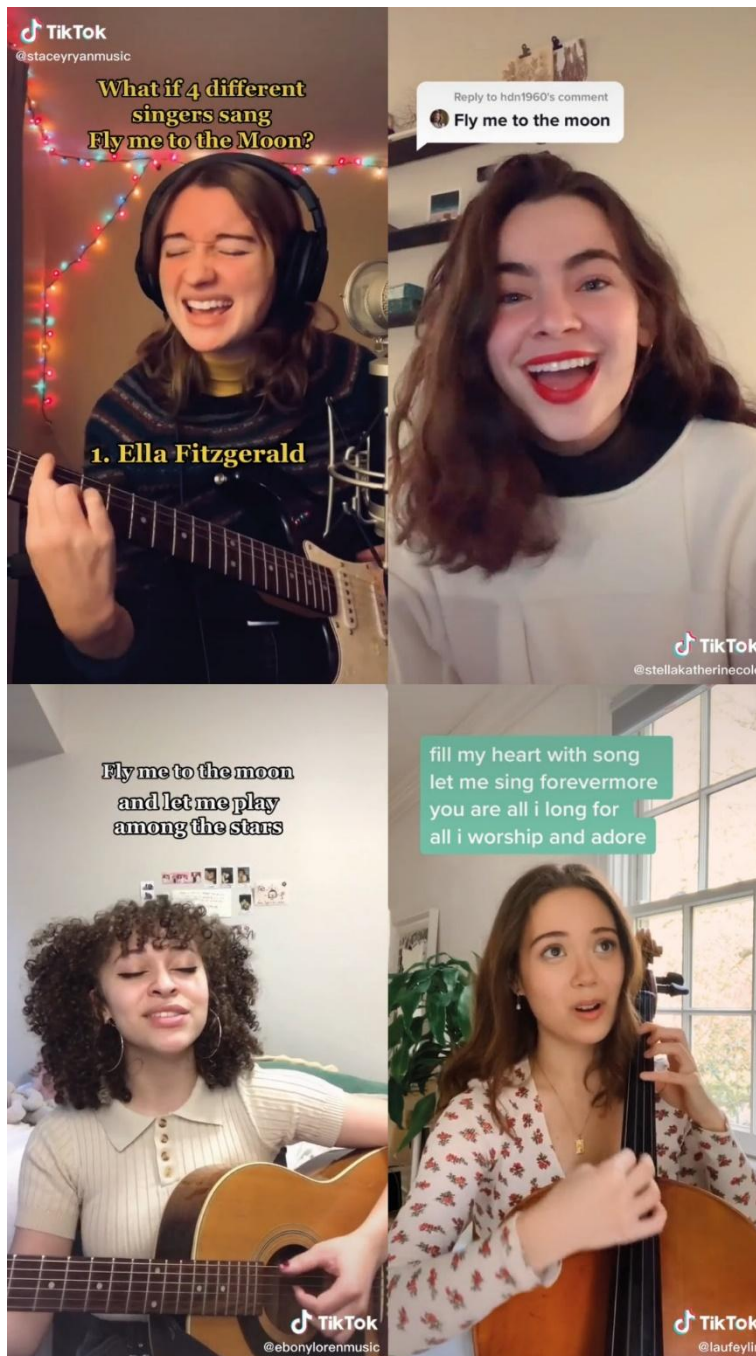 TikTok
@staceyryanmusic
What if 4 different
singers sang
Fly me to the Moon?
1. Ella Fitzgerald
Reply to hdn1960's comment
Fly me to the moon
TikTok
@stellakatherinecole
Fly me to the moon
and let me play
among the stars
TikTok
@ebonylorenmusic
fill my heart with song
let me sing forevermore
you are all i long for
all i worship and adore
TikTok
@laufeyli